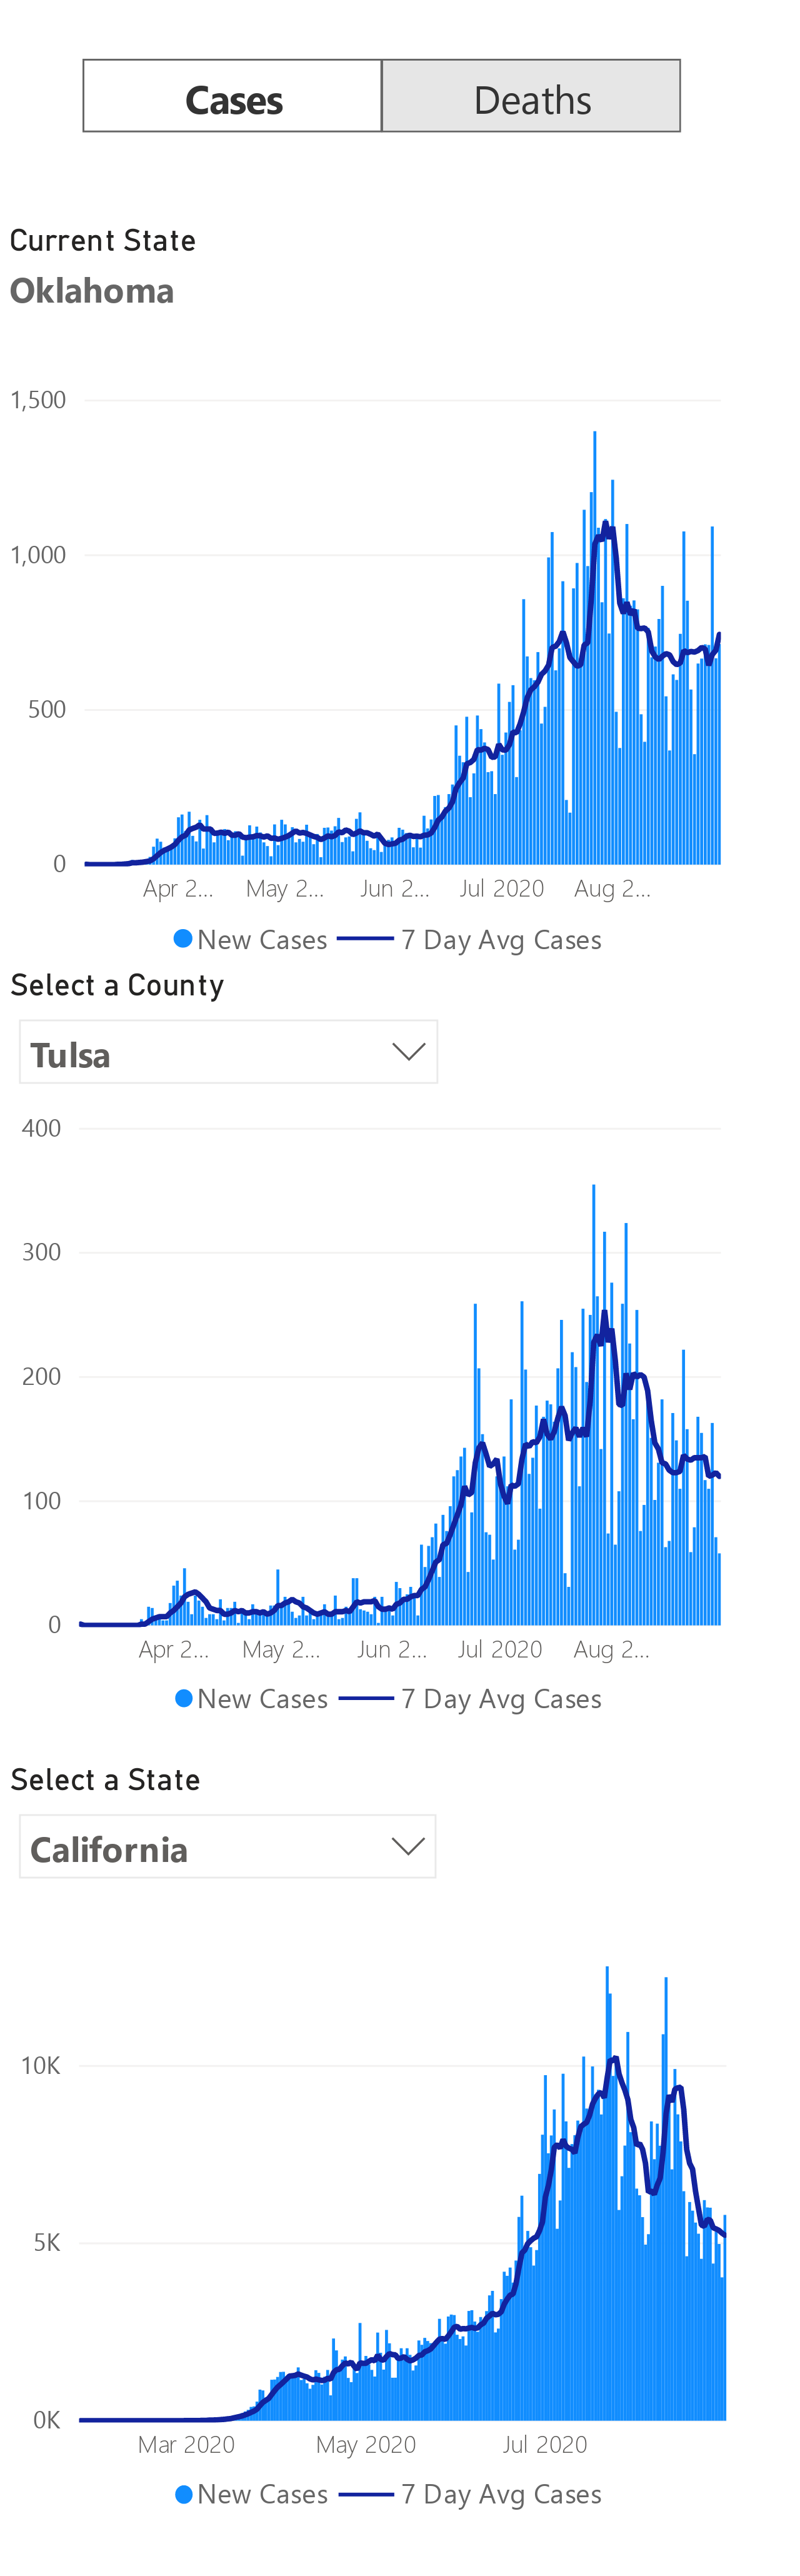 Cases Deaths
Current State
Oklahoma
1,500
1,000
500
0
Apr 2... May 2... Jun 2... Jul 2020 Aug 2...
New Cases 7 Day Avg Cases
Select a County
Tulsa
400
300
200
100
0
Apr 2... May 2... Jun 2... Jul 2020 Aug 2...
New Cases 7 Day Avg Cases
Select a State
California
10K
5K
0K
Mar 2020 May 2020 Jul 2020
New Cases 7 Day Avg Cases